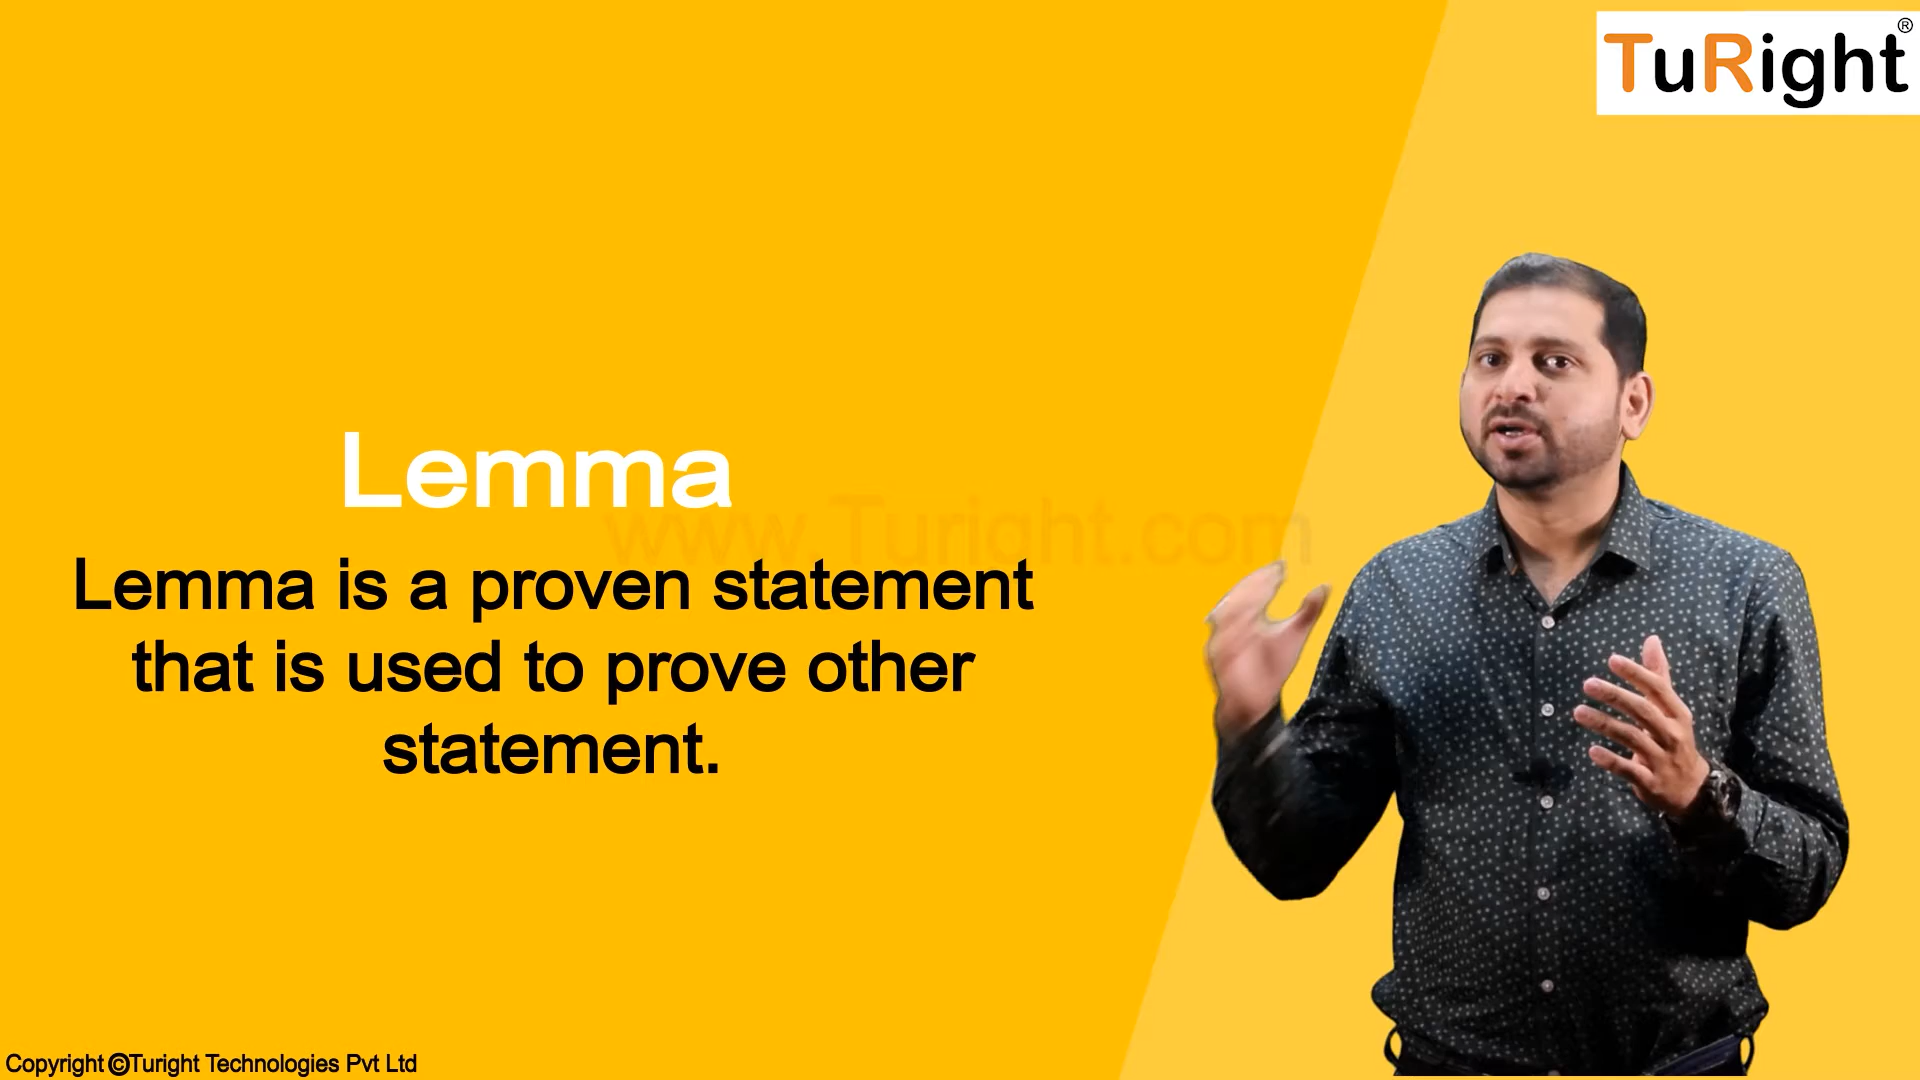 TuRight®
Lemma
www.Turight.com
Lemma is a proven statement
that is used to prove other
statement.
Copyright ©Turight Technologies Pvt Ltd